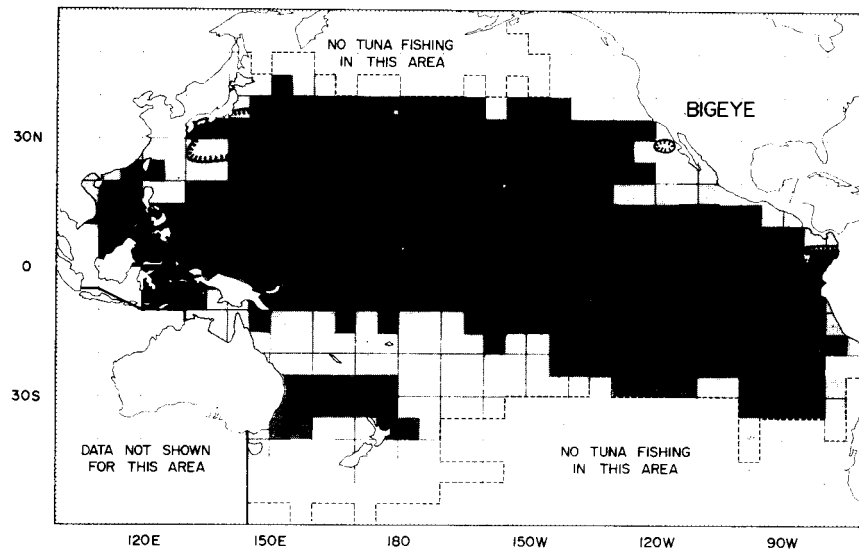 NO TUNA FISHING
IN THIS AREA
BIGEYE
30N
0
30S
DATA NOT SHOWN
FOR THIS AREA
NO TUNA FISHING
IN THIS AREA
120E 150E 180 150W 120W 90W